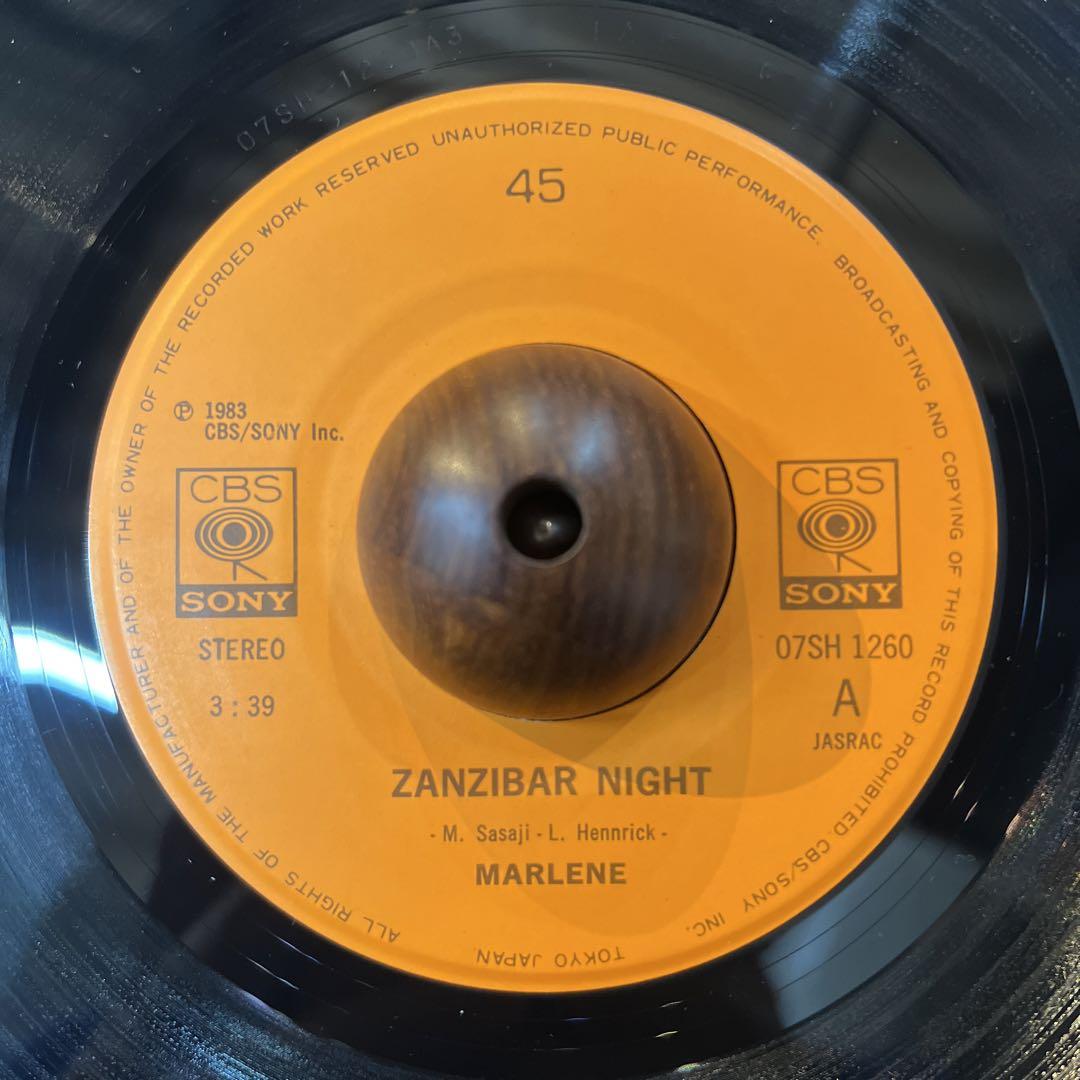 45
℗ 1983
CBS/SONY Inc.
CBS
SONY
STEREO
3:39
CBS
SONY
07SH 1260
A
JASRAC
ZANZIBAR NIGHT
- M. Sasaji - L. Hennrick -
MARLENE
ALL RIGHTS OF THE MANUFACTURER AND OF THE OWNER OF THE RECORDED WORK RESERVED UNAUTHORIZED PUBLIC PERFORMANCE. BROADCASTING AND COPYING OF THIS RECORD PROHIBITED. CBS/SONY INC.
TOKYO JAPAN